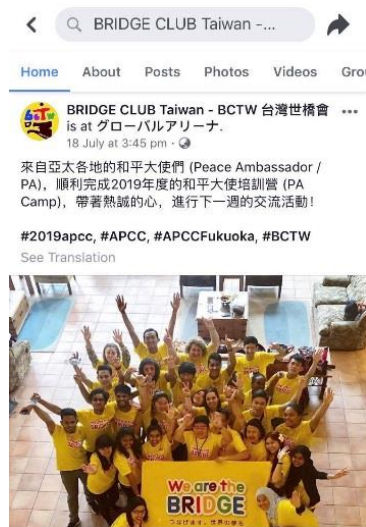 BRIDGE CLUB Taiwan -...
Home About Posts Photos Videos Grou
BRIDGE CLUB Taiwan - BCTW 台灣世橋會
is at グローバルアリーナ.
18 July at 3:45 pm ·
來自亞太各地的和平大使們 (Peace Ambassador /
PA)，順利完成2019年度的和平大使培訓營 (PA
Camp)，帶著熱誠的心，進行下一週的交流活動！
#2019apcc, #APCC, #APCCFukuoka, #BCTW
See Translation
We are the
BRIDGE